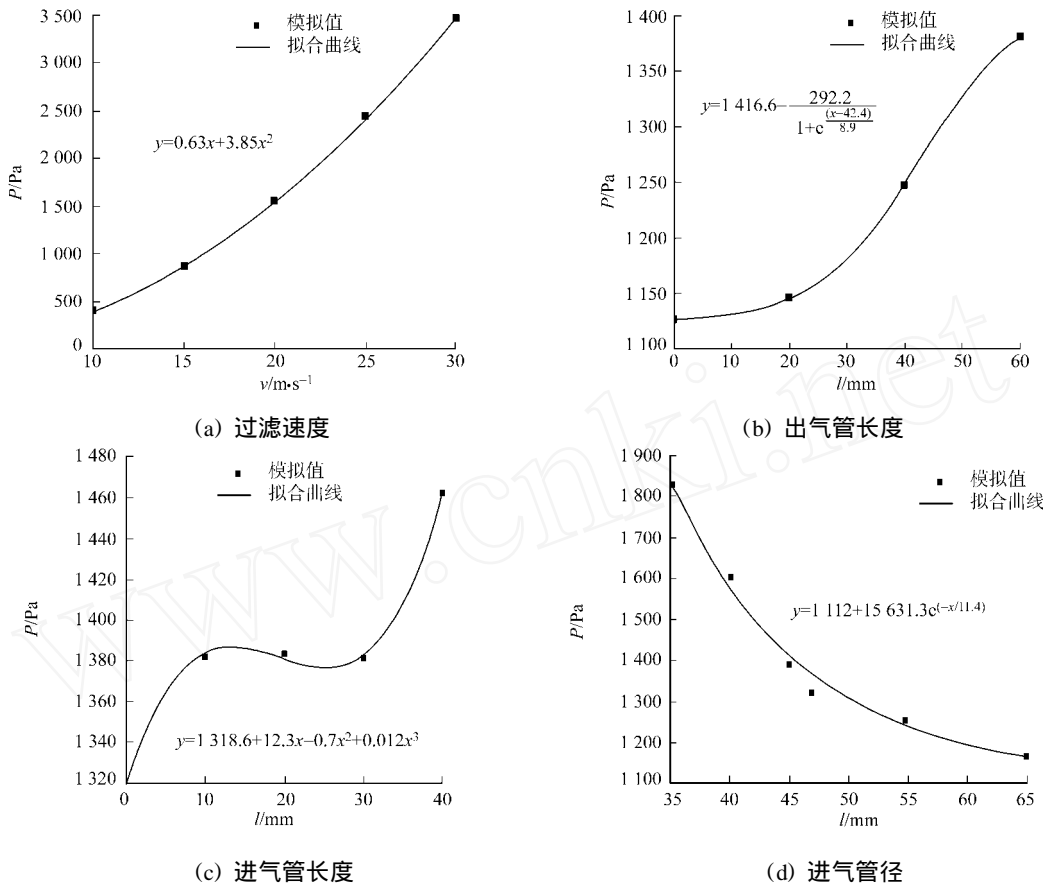 3 500
3 000
2 500
2 000
1 500
1 000
500
0
P/Pa
模拟值
拟合曲线
y=0.63x+3.85x²
10 15 20 25 30
v/m·s⁻¹
(a) 过滤速度
1 400
1 350
1 300
1 250
1 200
1 150
1 100
P/Pa
模拟值
拟合曲线
y=1 416.6-292.2/(1+e^((x-42.4)/8.9))
0 10 20 30 40 50 60
l/mm
(b) 出气管长度
1 480
1 460
1 440
1 420
1 400
1 380
1 360
1 340
1 320
P/Pa
模拟值
拟合曲线
y=1 318.6+12.3x-0.7x²+0.012x³
0 10 20 30 40
l/mm
(c) 进气管长度
1 900
1 800
1 700
1 600
1 500
1 400
1 300
1 200
1 100
P/Pa
模拟值
拟合曲线
y=1 112+15 631.3e^(-x/11.4)
35 40 45 50 55 60 65
l/mm
(d) 进气管径
www.cnki.net